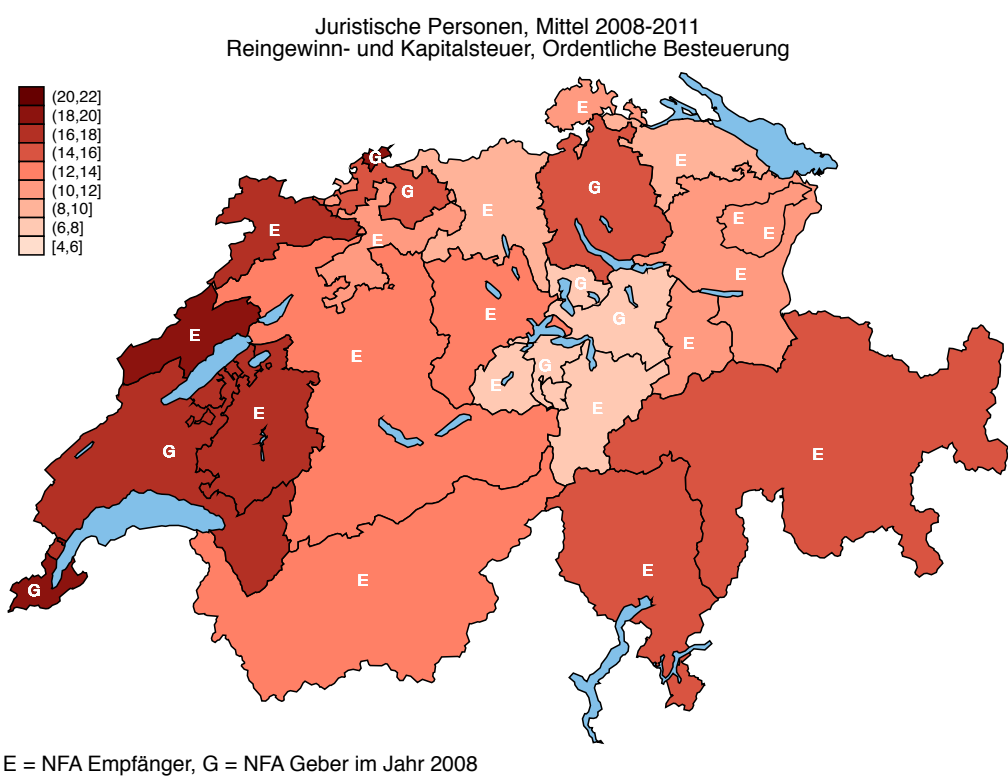 Juristische Personen, Mittel 2008-2011
Reingewinn- und Kapitalsteuer, Ordentliche Besteuerung
(20,22]
(18,20]
(16,18]
(14,16]
(12,14]
(10,12]
(8,10]
(6,8]
[4,6]
E
G
E
G
G
E
E
E
E
E
E
E
G
E
G
E
E
E
G
E
E
E
G
E
E
E
G
E = NFA Empfänger, G = NFA Geber im Jahr 2008